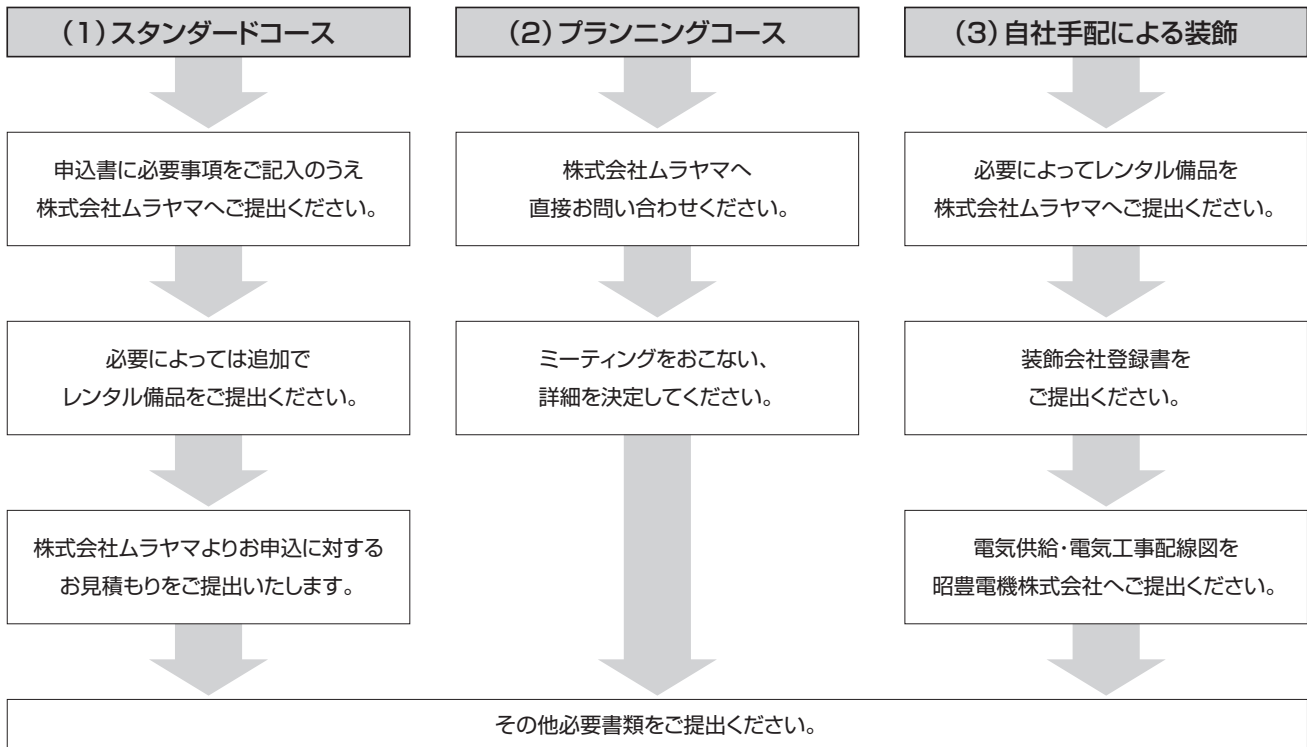 (1)スタンダードコース
申込書に必要事項をご記入のうえ
株式会社ムラヤマへご提出ください。
必要によっては追加で
レンタル備品をご提出ください。
株式会社ムラヤマよりお申込に対する
お見積もりをご提出いたします。
(2)プランニングコース
株式会社ムラヤマへ
直接お問い合わせください。
ミーティングをおこない、
詳細を決定してください。
(3)自社手配による装飾
必要によってレンタル備品を
株式会社ムラヤマへご提出ください。
装飾会社登録書を
ご提出ください。
電気供給・電気工事配線図を
昭豊電機株式会社へご提出ください。
その他必要書類をご提出ください。